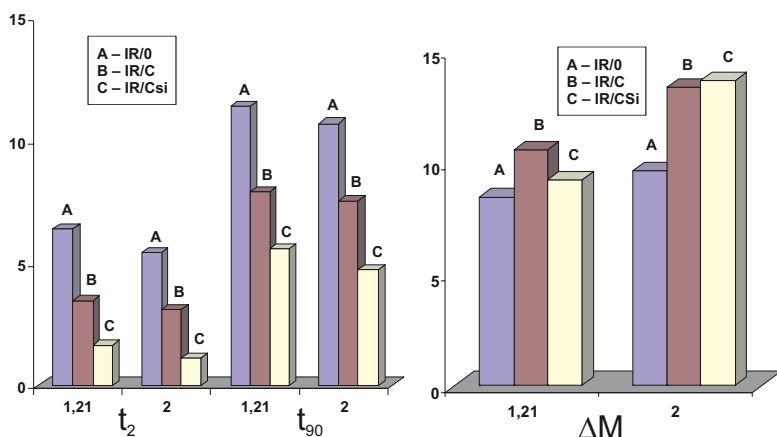 15
A – IR/0
B – IR/C
C – IR/Csi
10
5
0
A
B
C
A
B
C
A
B
C
A
B
C
1,21
2
1,21
2
t2
t90
15
A – IR/0
B – IR/C
C – IR/CSi
10
5
0
A
B
C
A
B
C
1,21
2
ΔM